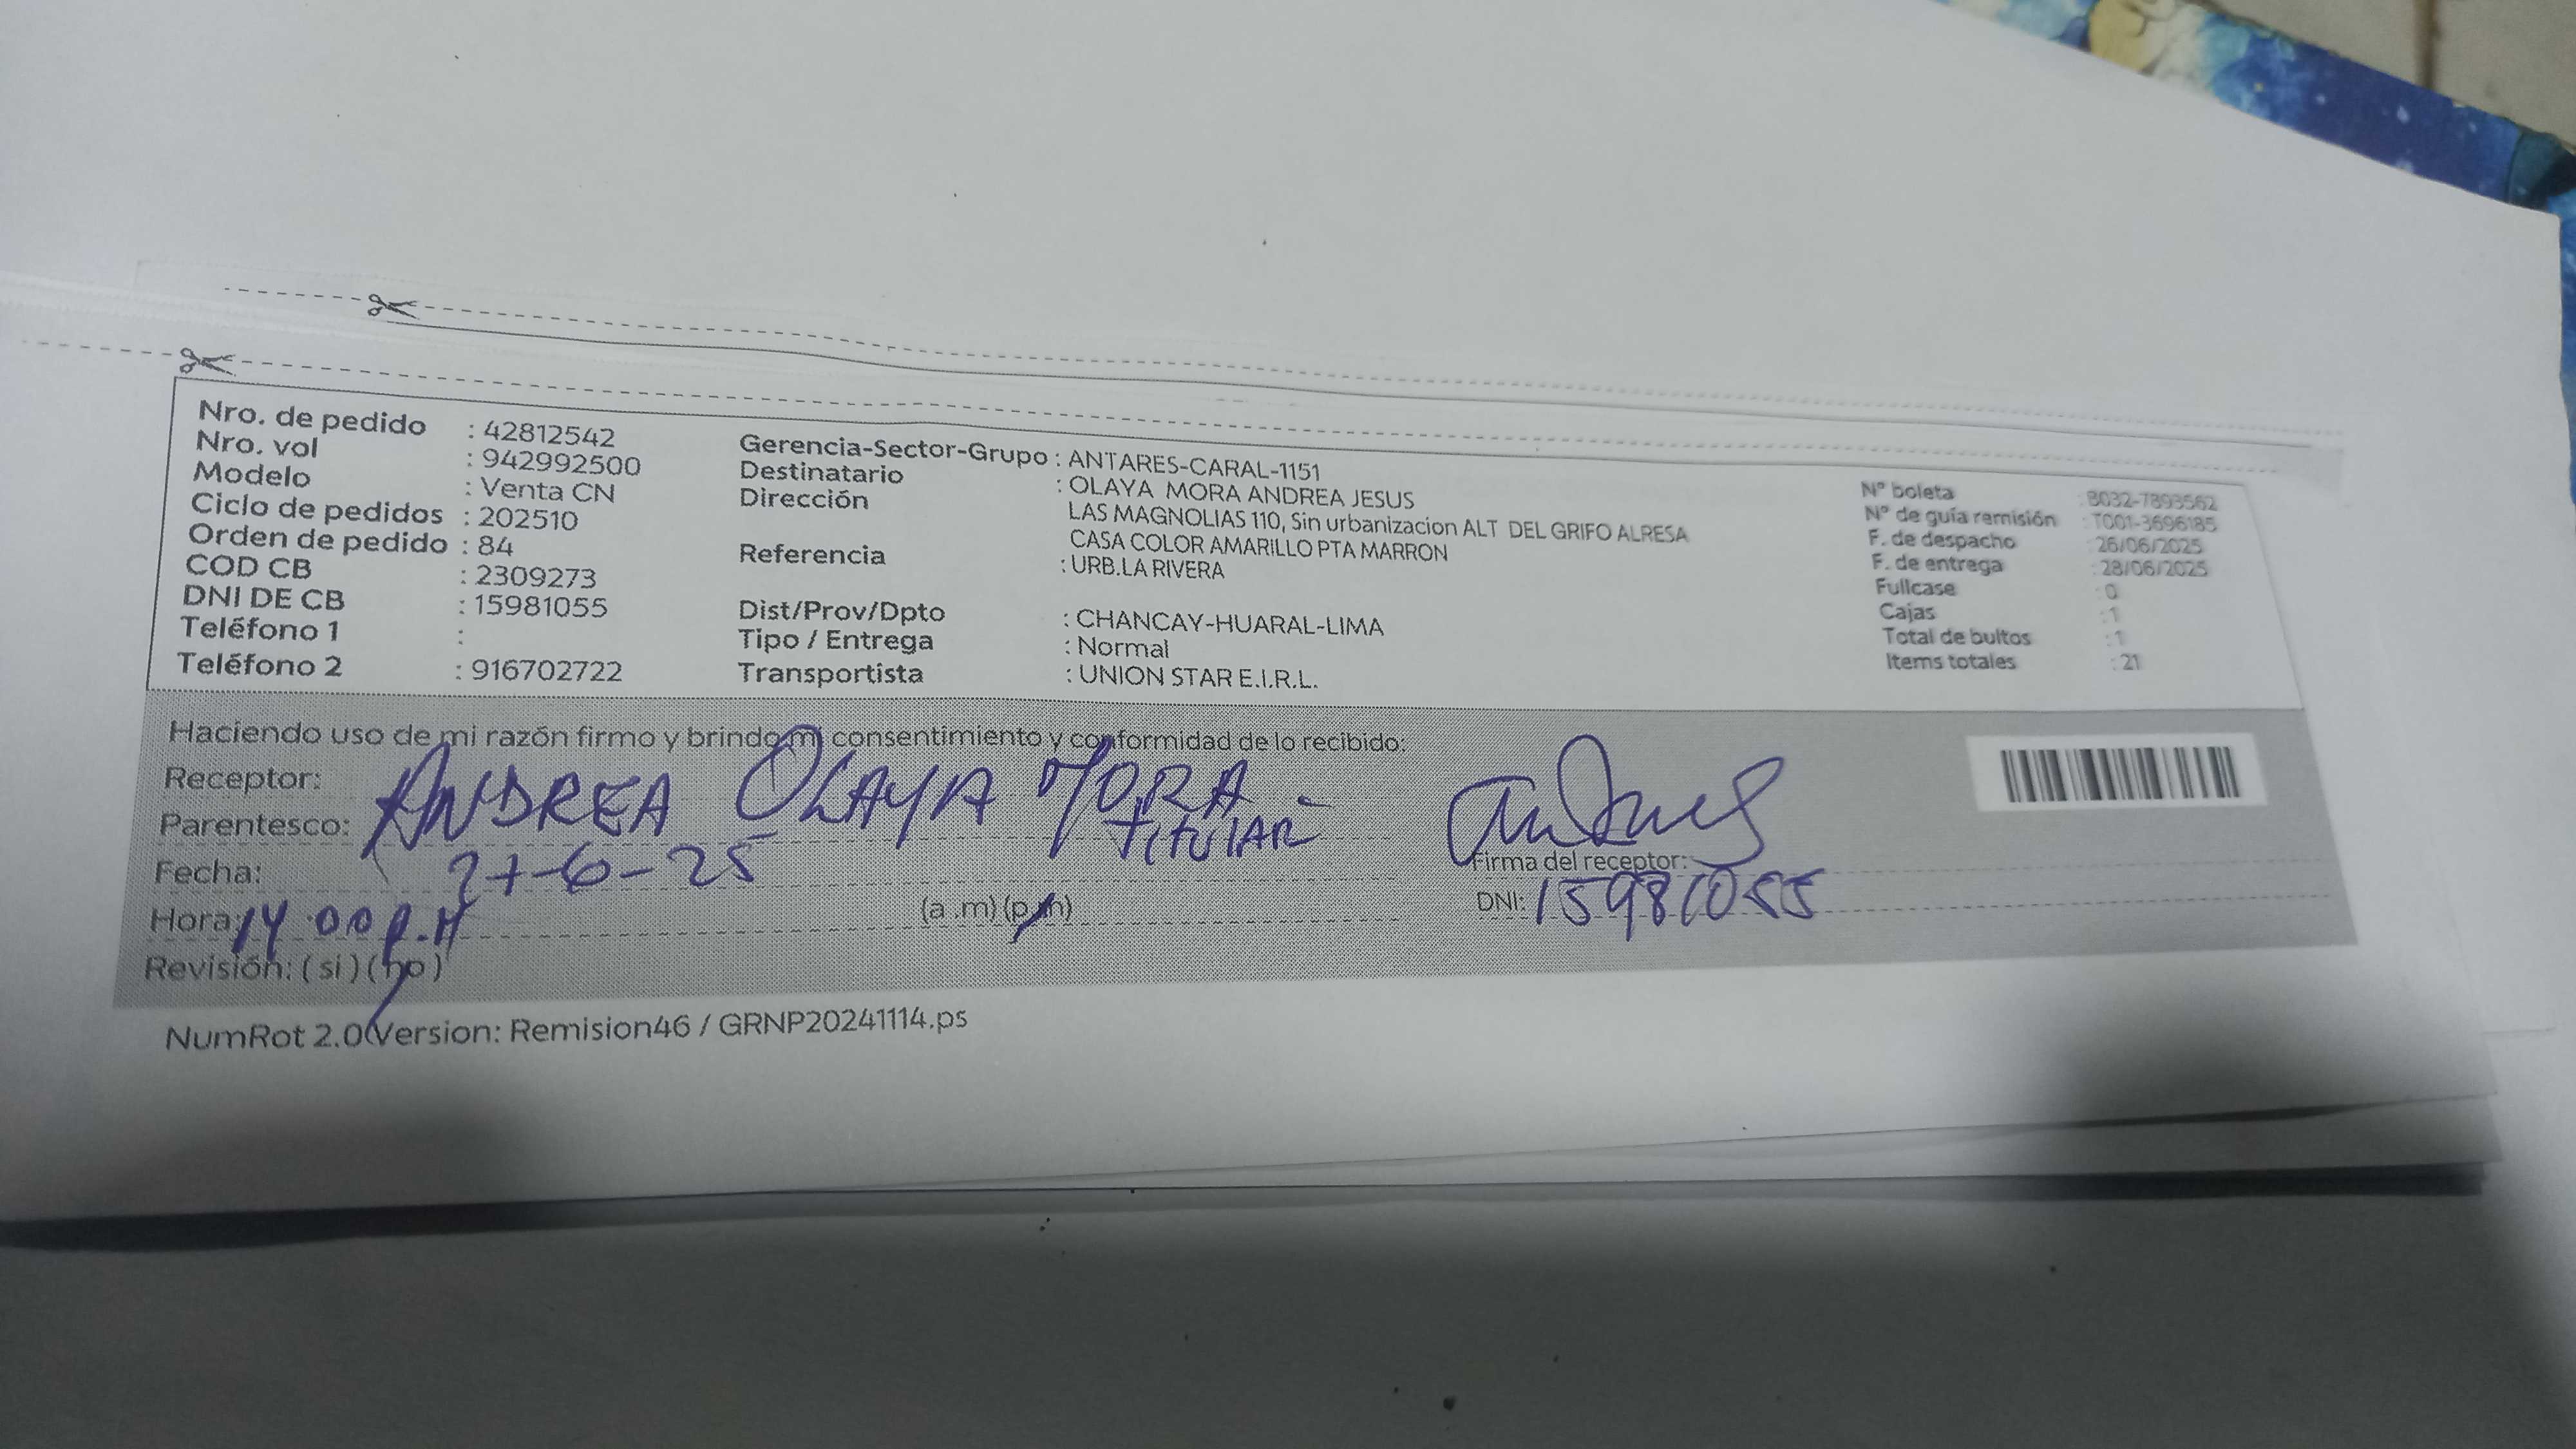 Nro. de pedido : 42812542
Nro. vol : 942992500
Modelo : Venta CN
Ciclo de pedidos : 202510
Orden de pedido : 84
COD CB : 2309273
DNI DE CB : 15981055
Teléfono 1 :
Teléfono 2 : 916702722
Gerencia-Sector-Grupo : ANTARES-CARAL-1151
Destinatario : OLAYA MORA ANDREA JESUS
Dirección LAS MAGNOLIAS 110, Sin urbanizacion ALT DEL GRIFO ALRESA
CASA COLOR AMARILLO PTA MARRON
Referencia : URB.LA RIVERA
Dist/Prov/Dpto : CHANCAY-HUARAL-LIMA
Tipo / Entrega : Normal
Transportista : UNION STAR E.I.R.L.
Nº boleta : B032-7893562
Nº de guía remisión : T001-3696185
F. de despacho : 26/06/2025
F. de entrega : 28/06/2025
Fullcase : 0
Cajas : 1
Total de bultos : 1
Items totales : 21
Haciendo uso de mi razón firmo y brindo mi consentimiento y conformidad de lo recibido:
Receptor: ANDREA OLAYA MORA -
Parentesco: TITULAR
Fecha: 27-6-25
Firma del receptor:
Hora: 14 00 P.M (a .m) (p.m)
DNI: 15981055
Revisión: ( si ) ( no )
NumRot 2.0 Version: Remision46 / GRNP20241114.ps